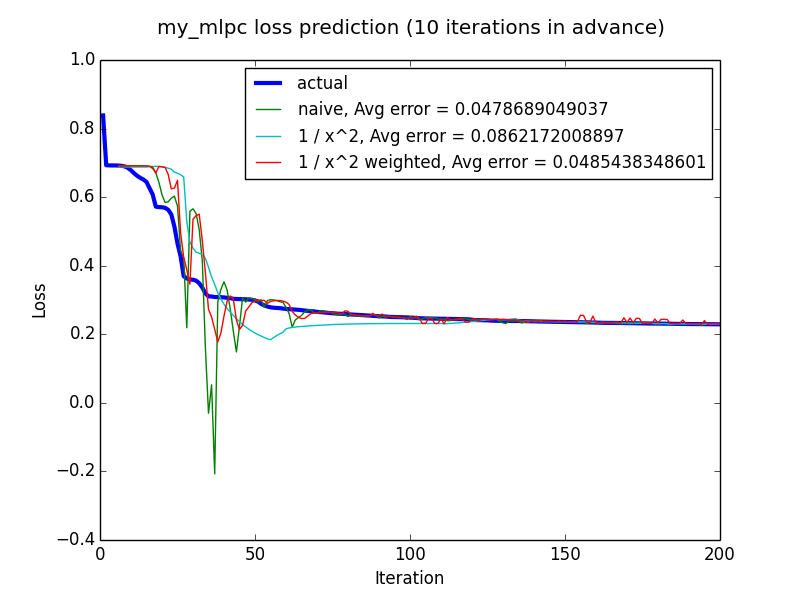 my_mlpc loss prediction (10 iterations in advance)
1.0
0.8
0.6
0.4
0.2
0.0
−0.2
−0.4
Loss
actual
naive, Avg error = 0.0478689049037
1 / x^2, Avg error = 0.0862172008897
1 / x^2 weighted, Avg error = 0.0485438348601
0 50 100 150 200
Iteration